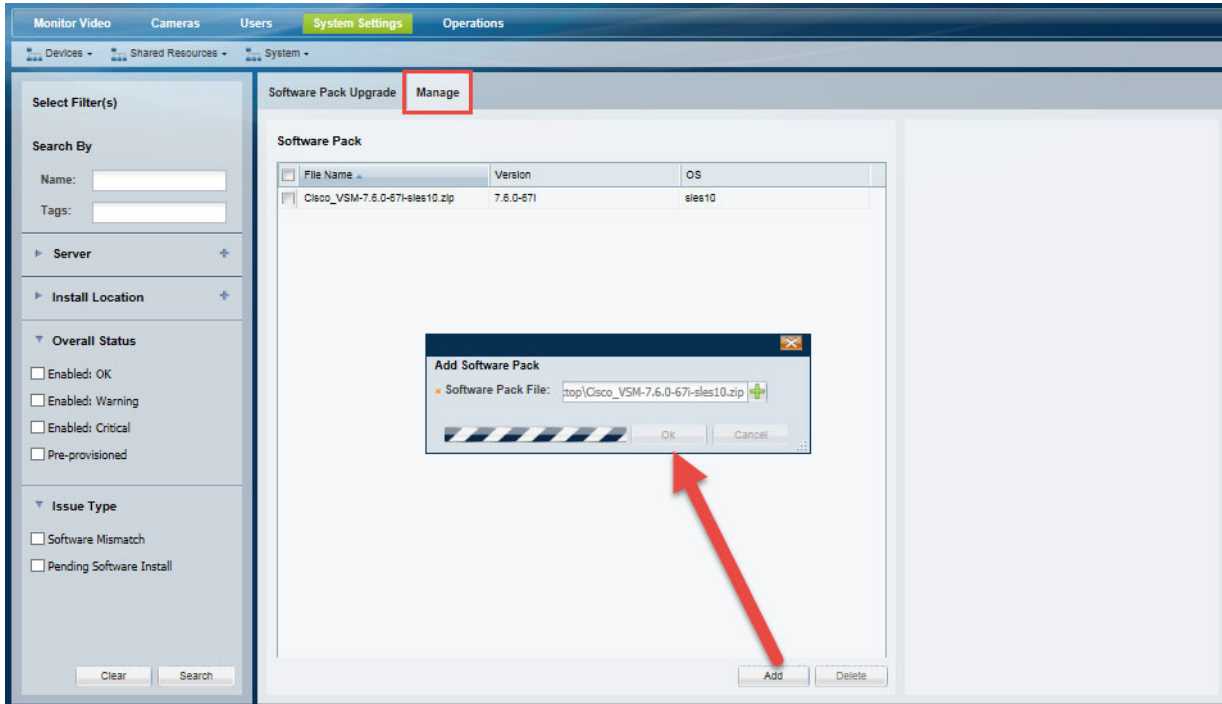 Monitor Video Cameras Users System Settings Operations
Devices Shared Resources System
Select Filter(s)
Search By
Name:
Tags:
Server
Install Location
Overall Status
Enabled: OK
Enabled: Warning
Enabled: Critical
Pre-provisioned
Issue Type
Software Mismatch
Pending Software Install
Clear Search
Software Pack Upgrade Manage
Software Pack
File Name Version OS
Cisco_VSM-7.6.0-67i-sles10.zip 7.6.0-67i sles10
Add Software Pack
Software Pack File: :top\Cisco_VSM-7.6.0-67i-sles10.zip
Ok Cancel
Add Delete